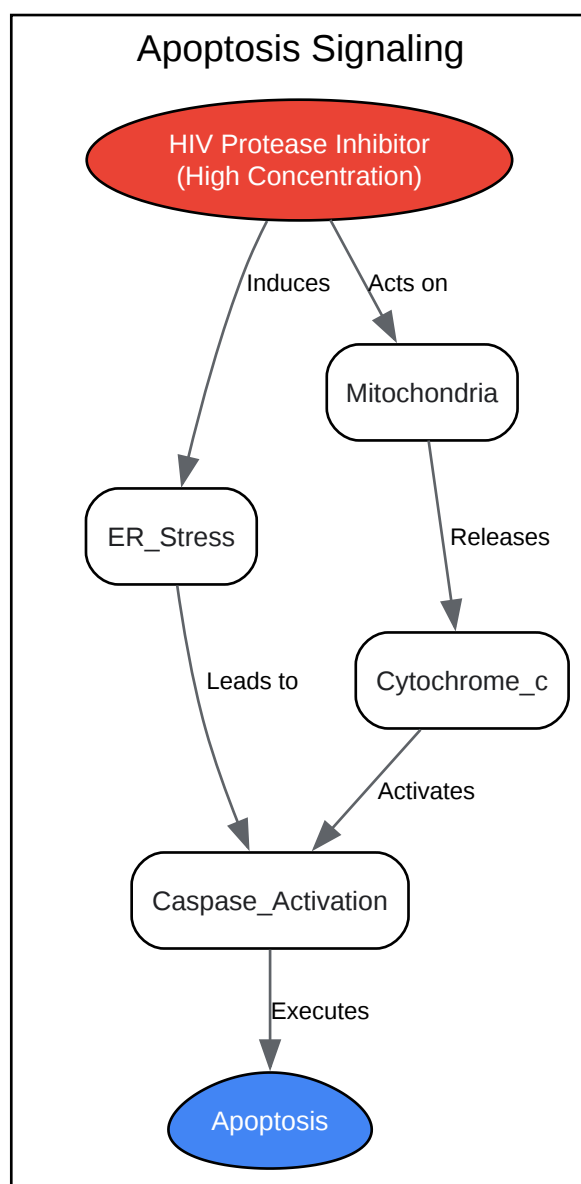 Apoptosis Signaling
HIV Protease Inhibitor
(High Concentration)
Induces
Acts on
Mitochondria
ER_Stress
Releases
Leads to
Cytochrome_c
Activates
Caspase_Activation
Executes
Apoptosis